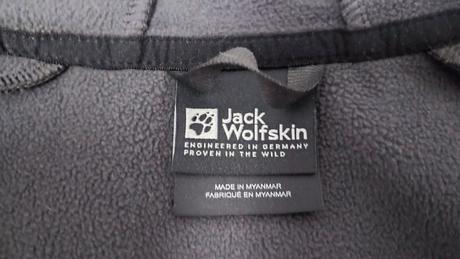 Jack
Wolfskin
ENGINEERED IN GERMANY
PROVEN IN THE WILD
MADE IN MYANMAR
FABRIQUÉ EN MYANMAR